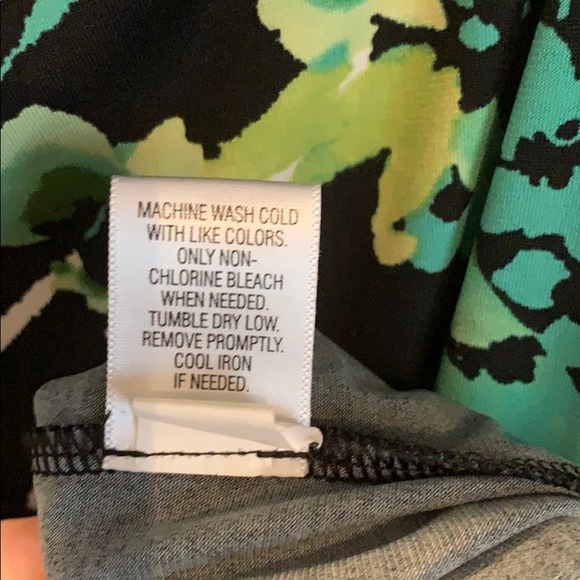 MACHINE WASH COLD
WITH LIKE COLORS.
ONLY NON-
CHLORINE BLEACH
WHEN NEEDED.
TUMBLE DRY LOW.
REMOVE PROMPTLY.
COOL IRON
IF NEEDED.